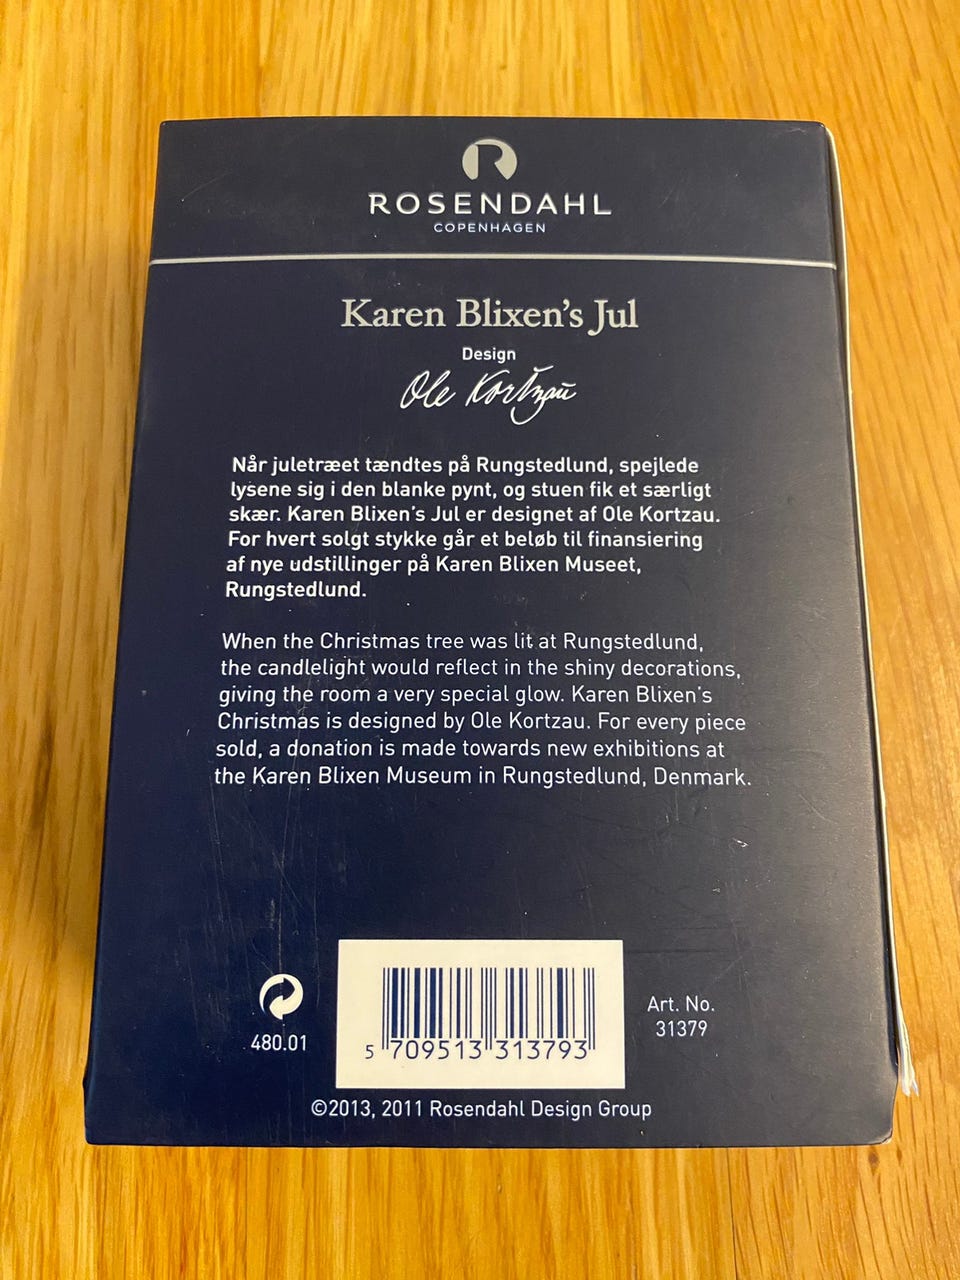 R
ROSENDAHL
COPENHAGEN
Karen Blixen's Jul
Design
Ole Kortzau
Når juletræet tændtes på Rungstedlund, spejlede
lysene sig i den blanke pynt, og stuen fik et særligt
skær. Karen Blixen's Jul er designet af Ole Kortzau.
For hvert solgt stykke går et beløb til finansiering
af nye udstillinger på Karen Blixen Museet,
Rungstedlund.
When the Christmas tree was lit at Rungstedlund,
the candlelight would reflect in the shiny decorations,
giving the room a very special glow. Karen Blixen's
Christmas is designed by Ole Kortzau. For every piece
sold, a donation is made towards new exhibitions at
the Karen Blixen Museum in Rungstedlund, Denmark.
480.01
5 709513 313793
Art. No.
31379
©2013, 2011 Rosendahl Design Group